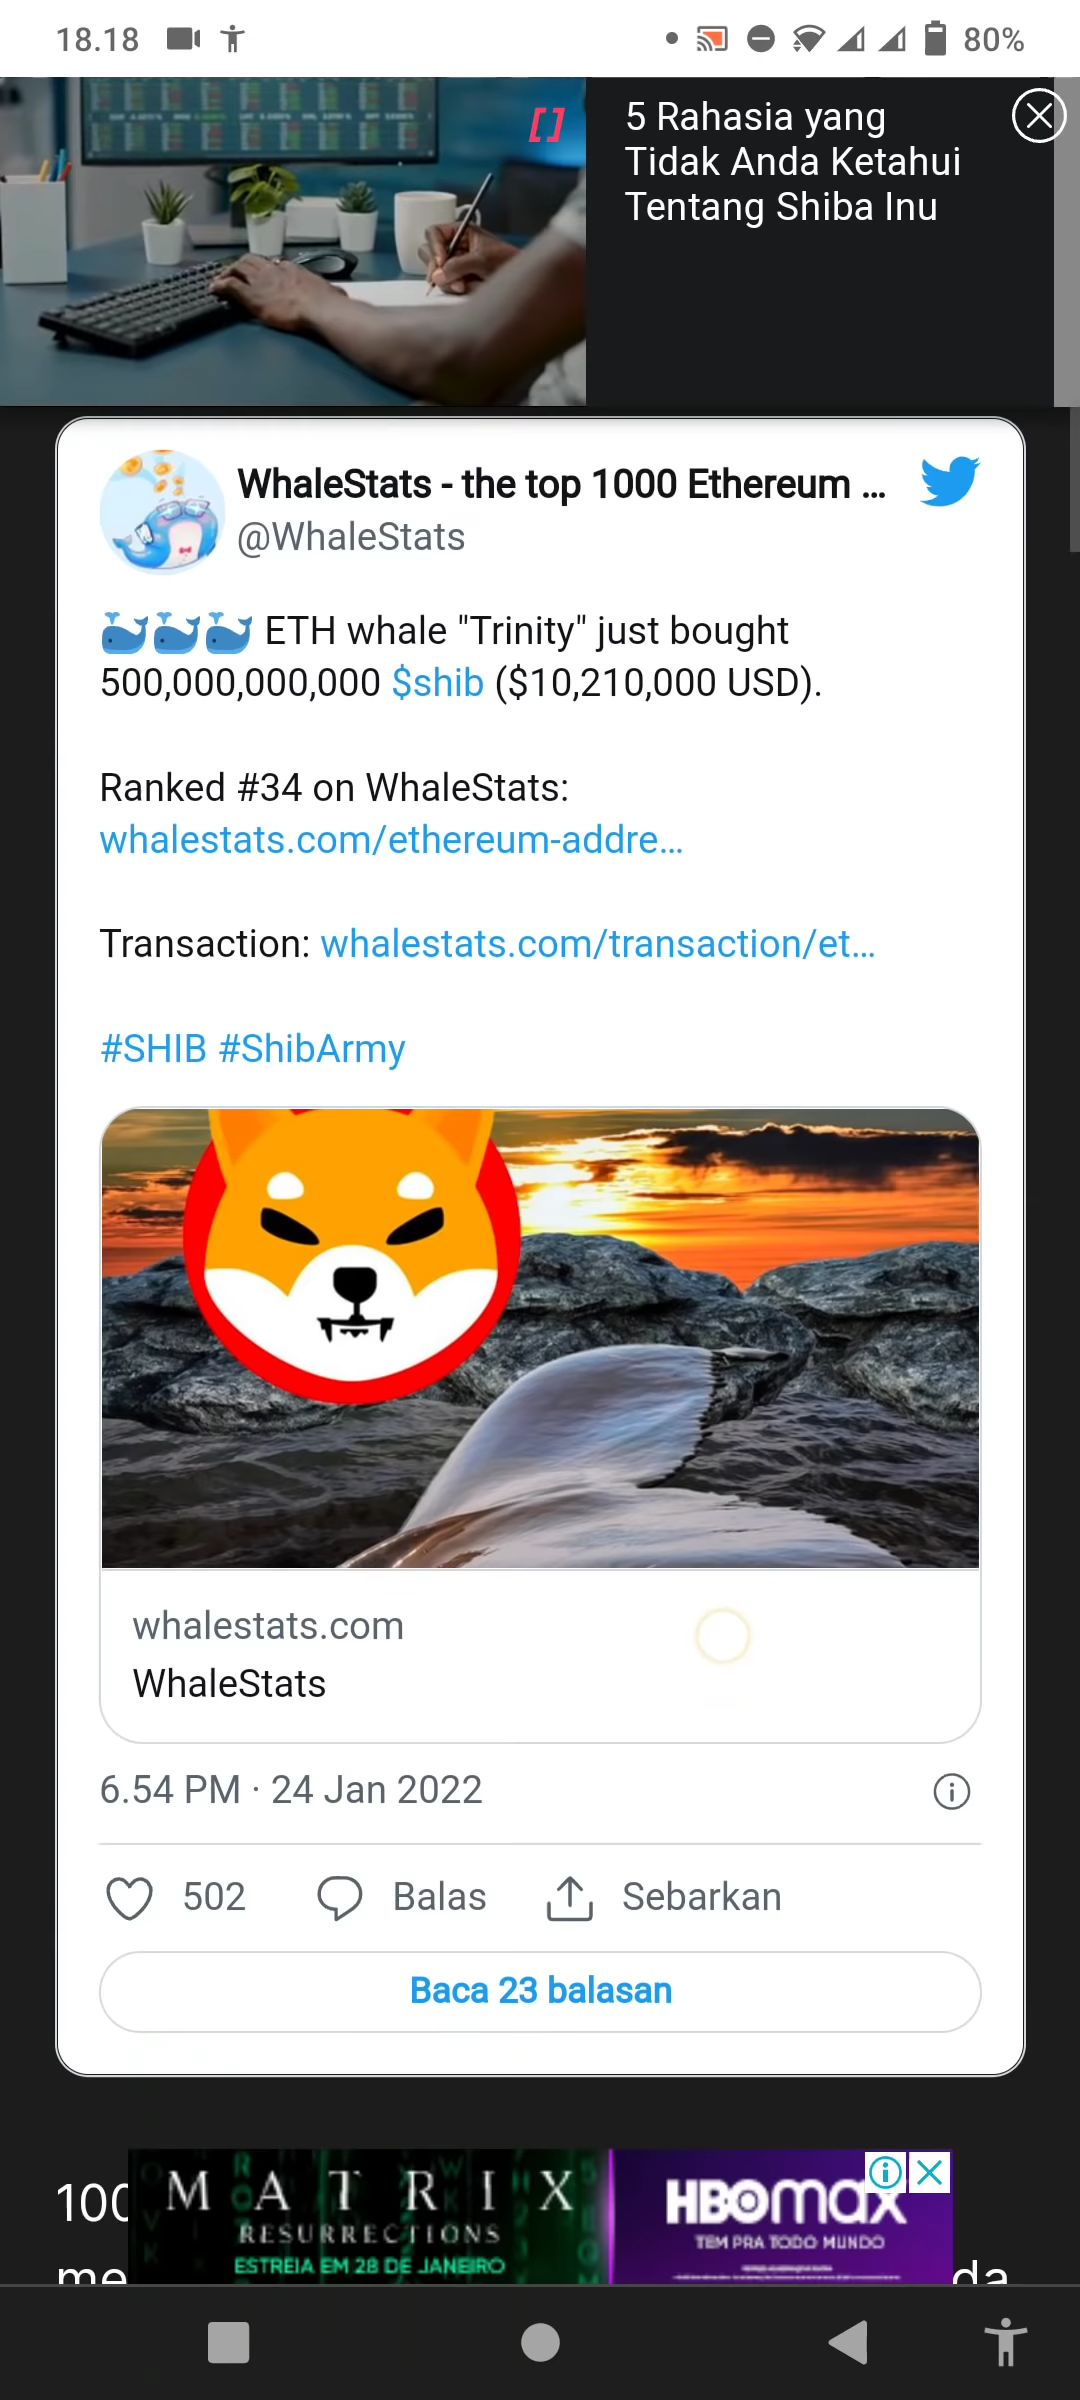 18.18
80%
5 Rahasia yang
Tidak Anda Ketahui
Tentang Shiba Inu
WhaleStats - the top 1000 Ethereum ...
@WhaleStats
🐳🐳🐳 ETH whale "Trinity" just bought
500,000,000,000 $shib ($10,210,000 USD).
Ranked #34 on WhaleStats:
whalestats.com/ethereum-addre…
Transaction: whalestats.com/transaction/et…
#SHIB #ShibArmy
whalestats.com
WhaleStats
6.54 PM · 24 Jan 2022
502 Balas Sebarkan
Baca 23 balasan
100
MATRIX
RESURRECTIONS
ESTREIA EM 28 DE JANEIRO
HBOmax
TEM PRA TODO MUNDO
me
da